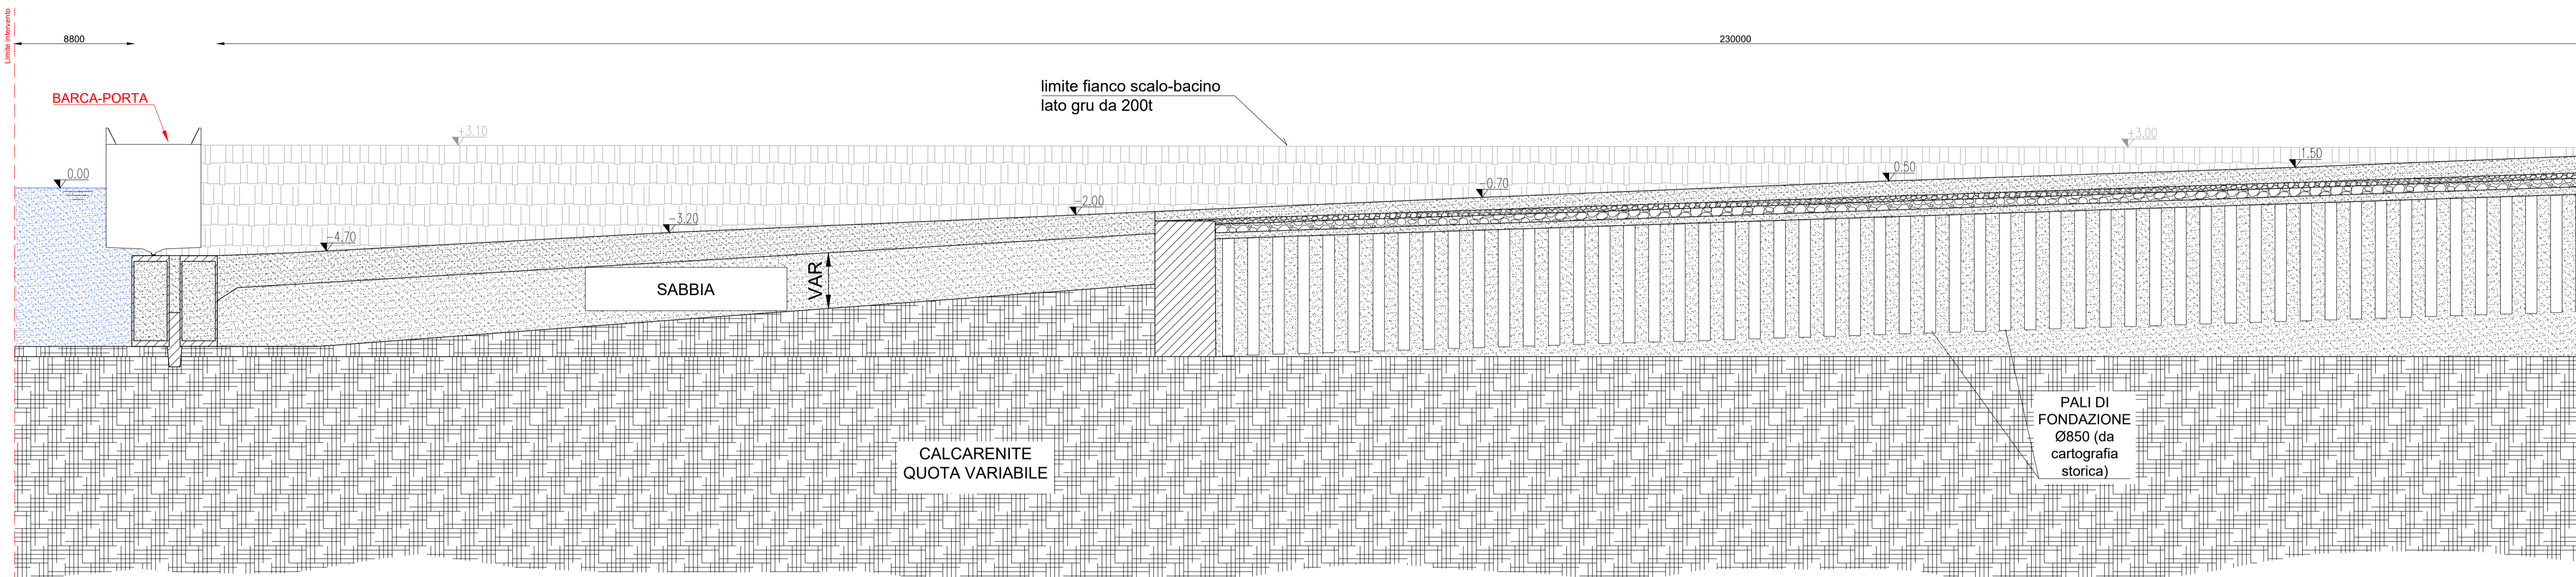 Limite intervento
8800
230000
BARCA-PORTA
limite fianco scalo-bacino
lato gru da 200t
+3.10
+3.00
0.00
-4.70
-3.20
-2.00
-0.70
0.50
1.50
SABBIA
VAR
CALCARENITE
QUOTA VARIABILE
PALI DI
FONDAZIONE
Ø850 (da
cartografia
storica)